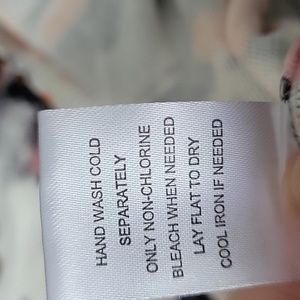 HAND WASH COLD
SEPARATELY
ONLY NON-CHLORINE
BLEACH WHEN NEEDED
LAY FLAT TO DRY
COOL IRON IF NEEDED